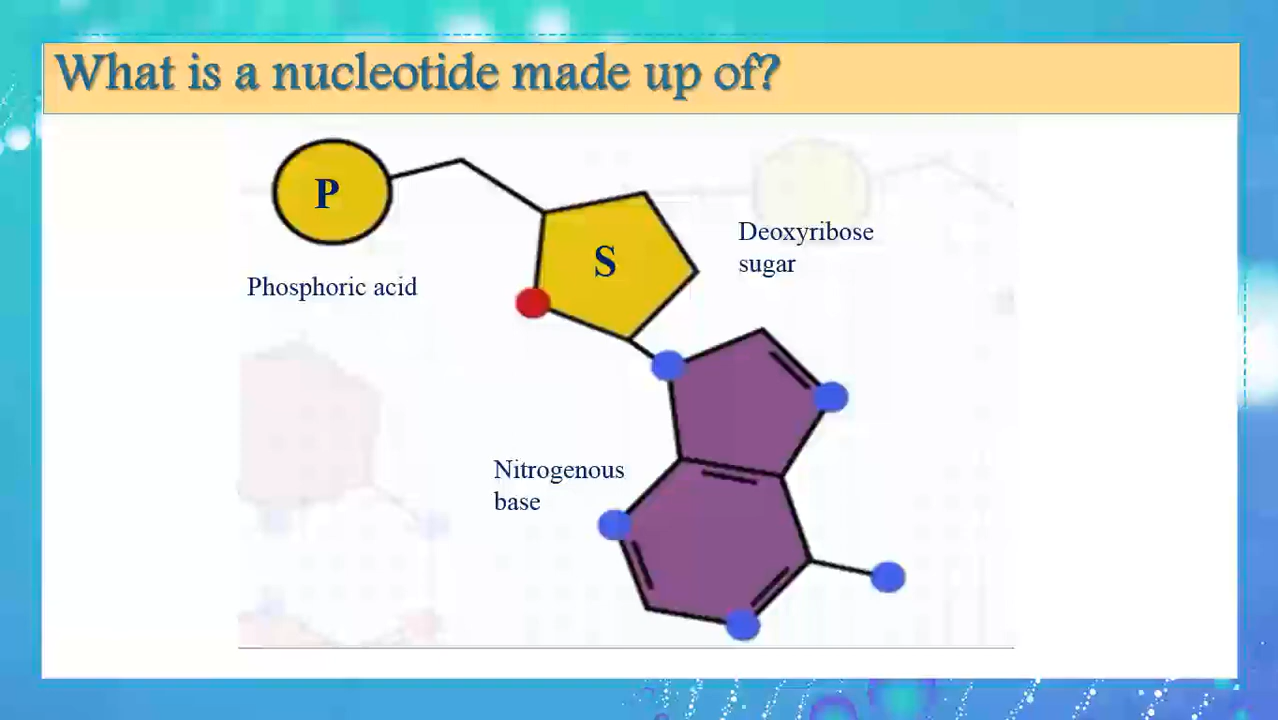 What is a nucleotide made up of?
P
S
Deoxyribose
sugar
Phosphoric acid
Nitrogenous
base